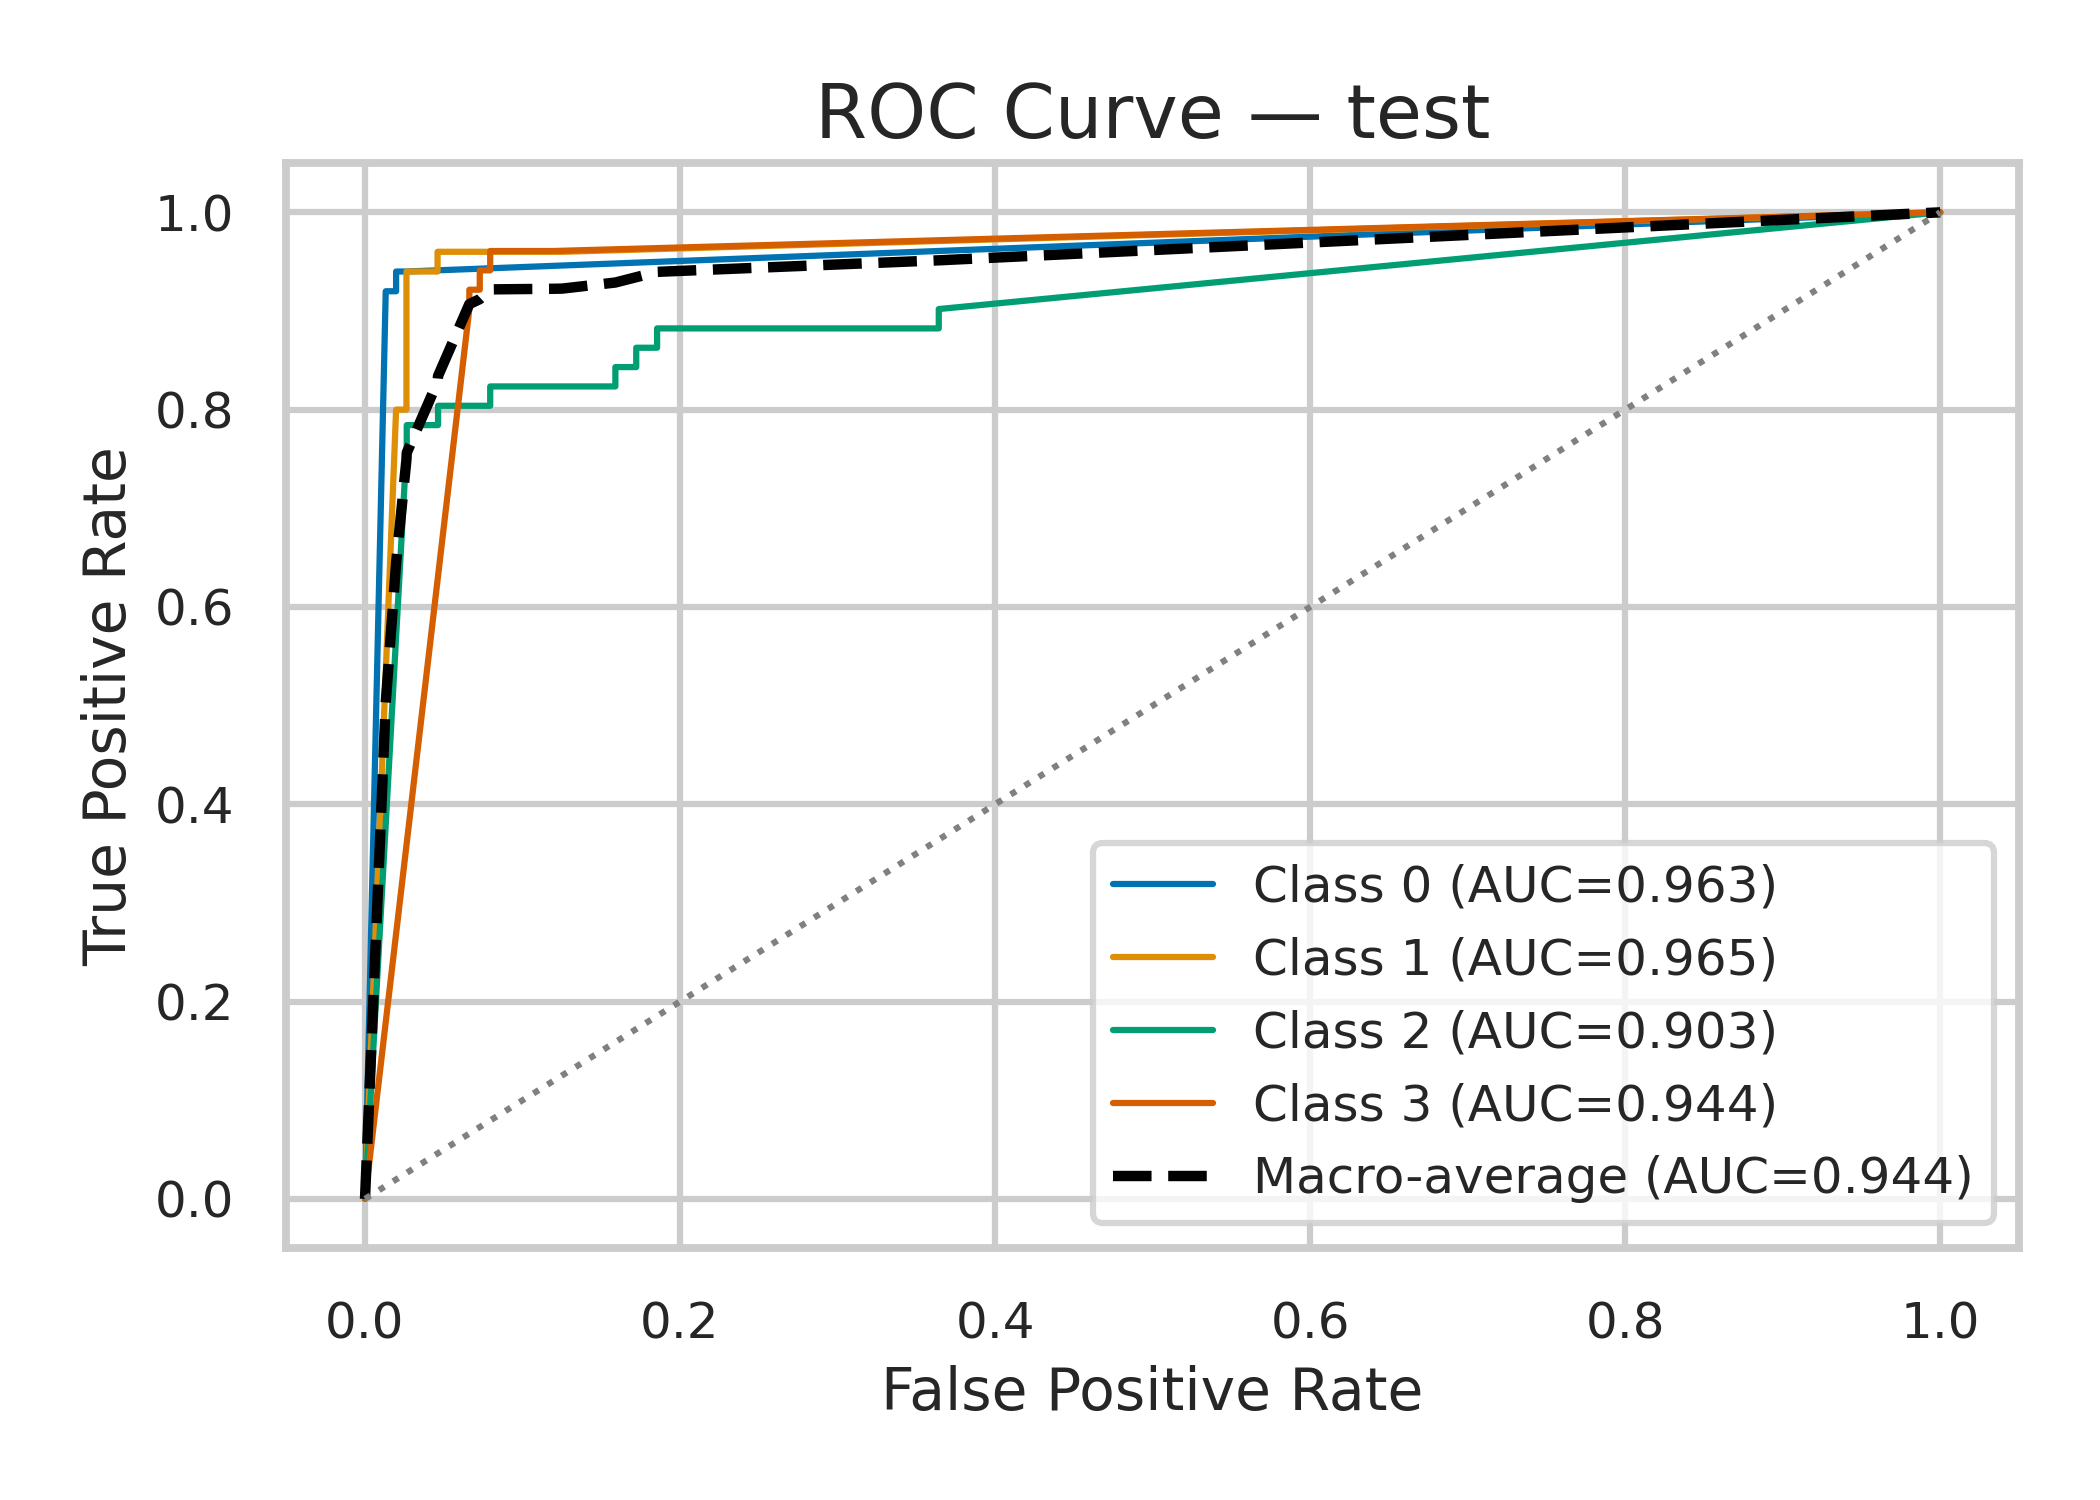 ROC Curve — test
1.0
0.8
0.6
0.4
0.2
0.0
True Positive Rate
Class 0 (AUC=0.963)
Class 1 (AUC=0.965)
Class 2 (AUC=0.903)
Class 3 (AUC=0.944)
Macro-average (AUC=0.944)
0.0 0.2 0.4 0.6 0.8 1.0
False Positive Rate